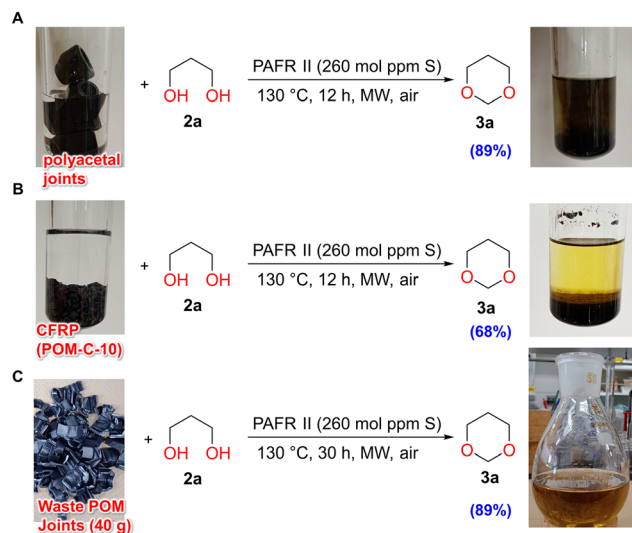 A
polyacetal
joints
+
OH OH
2a
PAFR II (260 mol ppm S)
130 °C, 12 h, MW, air
O O
3a
(89%)
B
CFRP
(POM-C-10)
+
OH OH
2a
PAFR II (260 mol ppm S)
130 °C, 12 h, MW, air
O O
3a
(68%)
C
Waste POM
Joints (40 g)
+
OH OH
2a
PAFR II (260 mol ppm S)
130 °C, 30 h, MW, air
O O
3a
(89%)